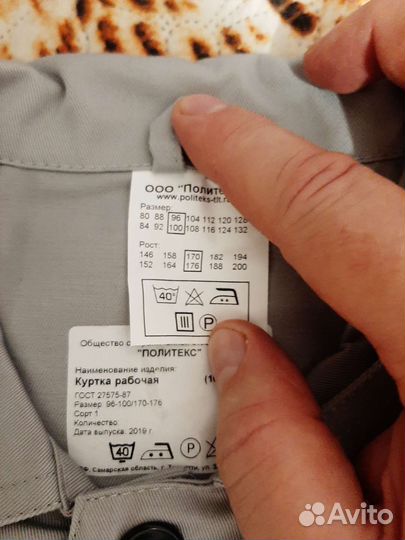 ООО "Полите
www.politeks-tlt.ru
Размер:
80 88 96 104 112 120 128
84 92 100 108 116 124 132
Рост:
146 158 170 182 194
152 164 176 188 200
40°
P
Общество с
"ПОЛИТЕКС"
Наименование изделия:
Куртка рабочая
ГОСТ 27575-87
Размер: 96-100/170-176
Сорт 1
Количество:
Дата выпуска: 2019 г.
40 P
Самарская область, г.
Avito